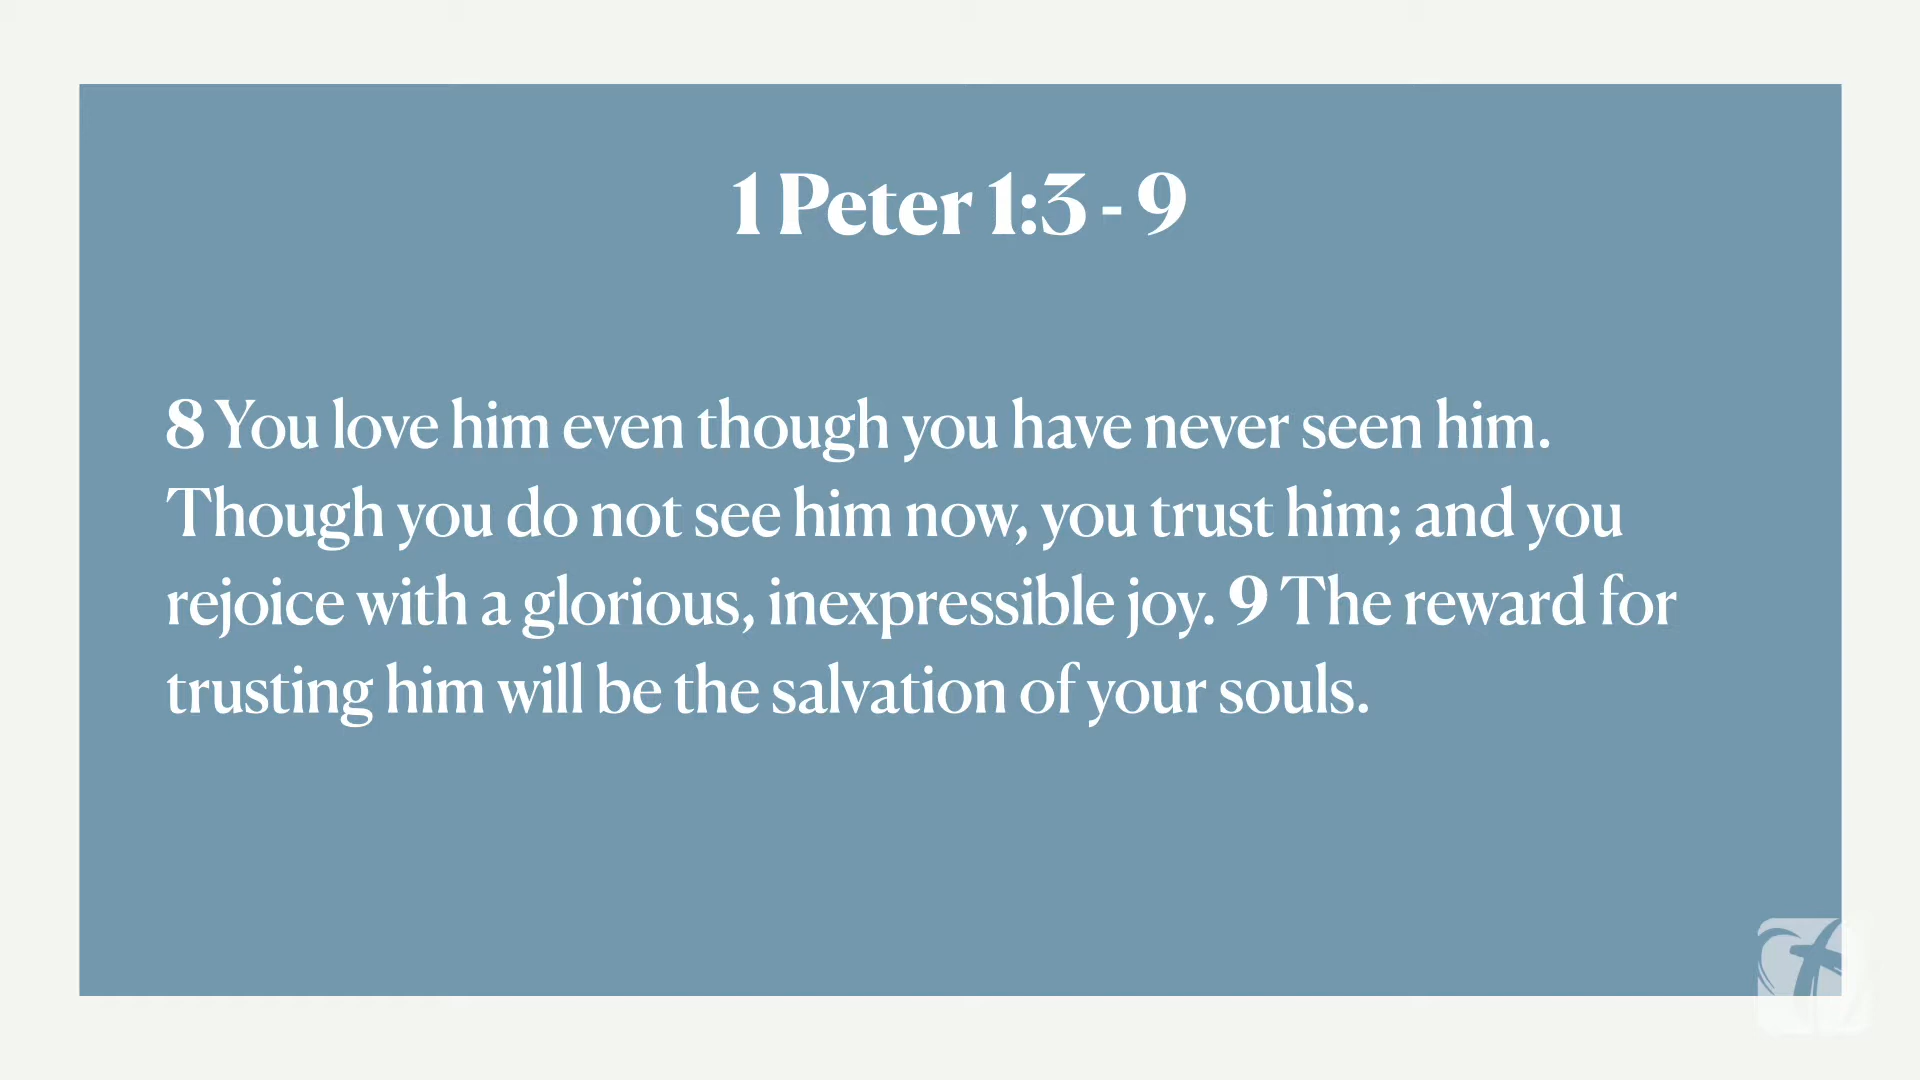 1 Peter 1:3 - 9
8 You love him even though you have never seen him.
Though you do not see him now, you trust him; and you
rejoice with a glorious, inexpressible joy. 9 The reward for
trusting him will be the salvation of your souls.